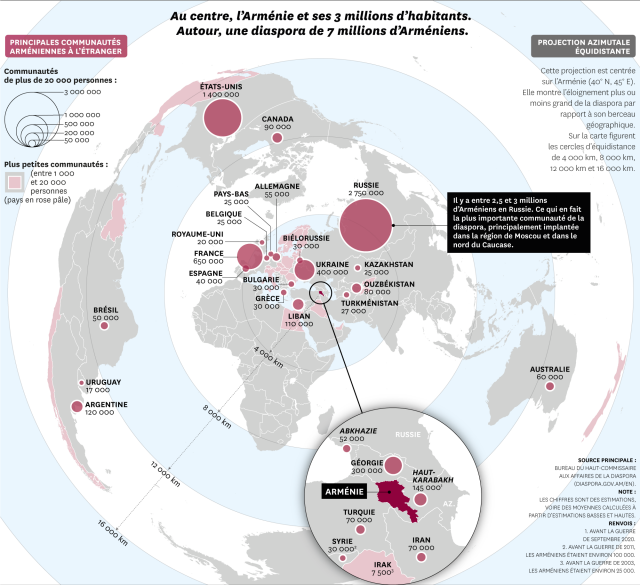 Au centre, l’Arménie et ses 3 millions d’habitants.
Autour, une diaspora de 7 millions d’Arméniens.
PRINCIPALES COMMUNAUTÉS
ARMÉNIENNES À L’ÉTRANGER
Communautés
de plus de 20 000 personnes :
3 000 000
1 000 000
500 000
200 000
50 000
Plus petites communautés :
(entre 1 000
et 20 000
personnes)
(pays en rose pâle)
PROJECTION AZIMUTALE
ÉQUIDISTANTE
Cette projection est centrée
sur l’Arménie (40° N, 45° E).
Elle montre l’éloignement plus ou
moins grand de la diaspora par
rapport à son berceau
géographique.
Sur la carte figurent
les cercles d’équidistance
de 4 000 km, 8 000 km,
12 000 km et 16 000 km.
ÉTATS-UNIS
1 400 000
CANADA
90 000
ALLEMAGNE
55 000
PAYS-BAS
25 000
BELGIQUE
25 000
ROYAUME-UNI
20 000
FRANCE
650 000
ESPAGNE
40 000
RUSSIE
2 750 000
Il y a entre 2,5 et 3 millions
d’Arméniens en Russie. Ce qui en fait
la plus importante communauté de la
diaspora, principalement implantée
dans la région de Moscou et dans le
nord du Caucase.
BIÉLORUSSIE
30 000
UKRAINE
400 000
BULGARIE
30 000
GRÈCE
30 000
LIBAN
110 000
KAZAKHSTAN
25 000
OUZBÉKISTAN
80 000
TURKMÉNISTAN
27 000
BRÉSIL
50 000
URUGUAY
17 000
ARGENTINE
120 000
AUSTRALIE
60 000
4 000 km
8 000 km
12 000 km
16 000 km
ABKHAZIE
52 000
RUSSIE
GÉORGIE
300 000
HAUT-
KARABAKH
145 000¹
ARMÉNIE
AZ.
TURQUIE
70 000
SYRIE
30 000²
IRAK
7 500³
IRAN
70 000
SOURCE PRINCIPALE :
BUREAU DU HAUT-COMMISSAIRE
AUX AFFAIRES DE LA DIASPORA
(DIASPORA.GOV.AM/EN).
NOTE :
LES CHIFFRES SONT DES ESTIMATIONS,
VOIRE DES MOYENNES CALCULÉES À
PARTIR D’ESTIMATIONS BASSES ET HAUTES.
RENVOIS :
1. AVANT LA GUERRE
DE SEPTEMBRE 2020.
2. AVANT LA GUERRE DE 2011,
LES ARMÉNIENS ÉTAIENT ENVIRON 100 000.
3. AVANT LA GUERRE DE 2003,
LES ARMÉNIENS ÉTAIENT ENVIRON 25 000.